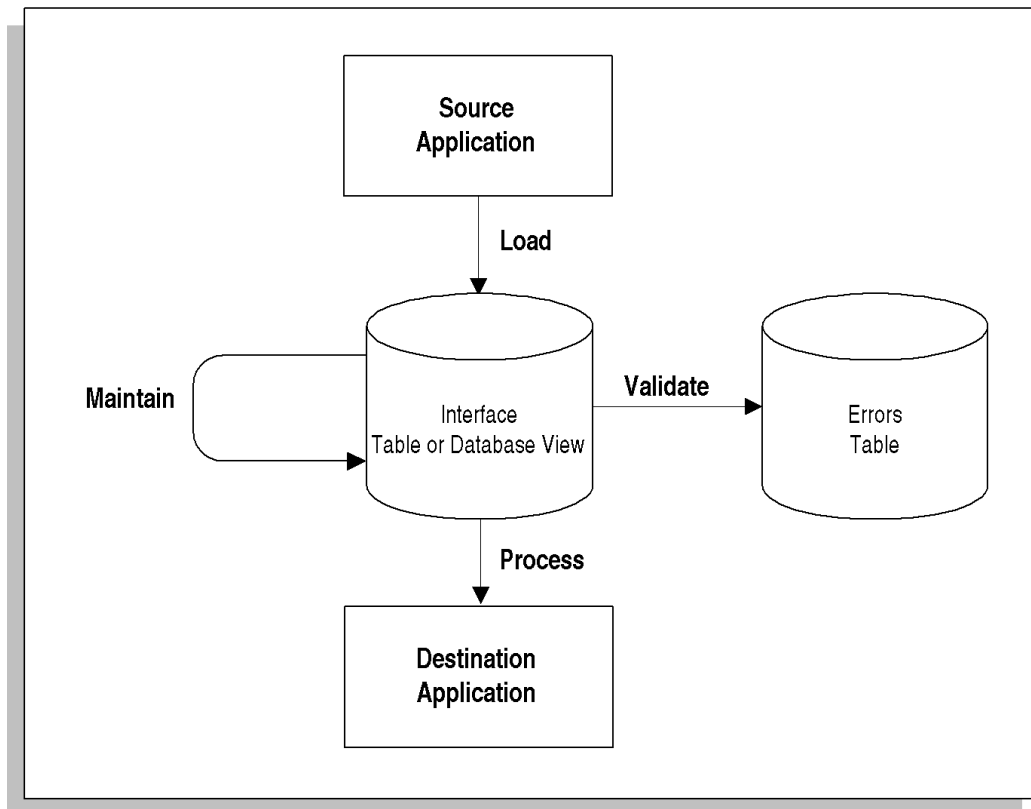 Source
Application
Load
Maintain
Interface
Table or Database View
Validate
Errors
Table
Process
Destination
Application